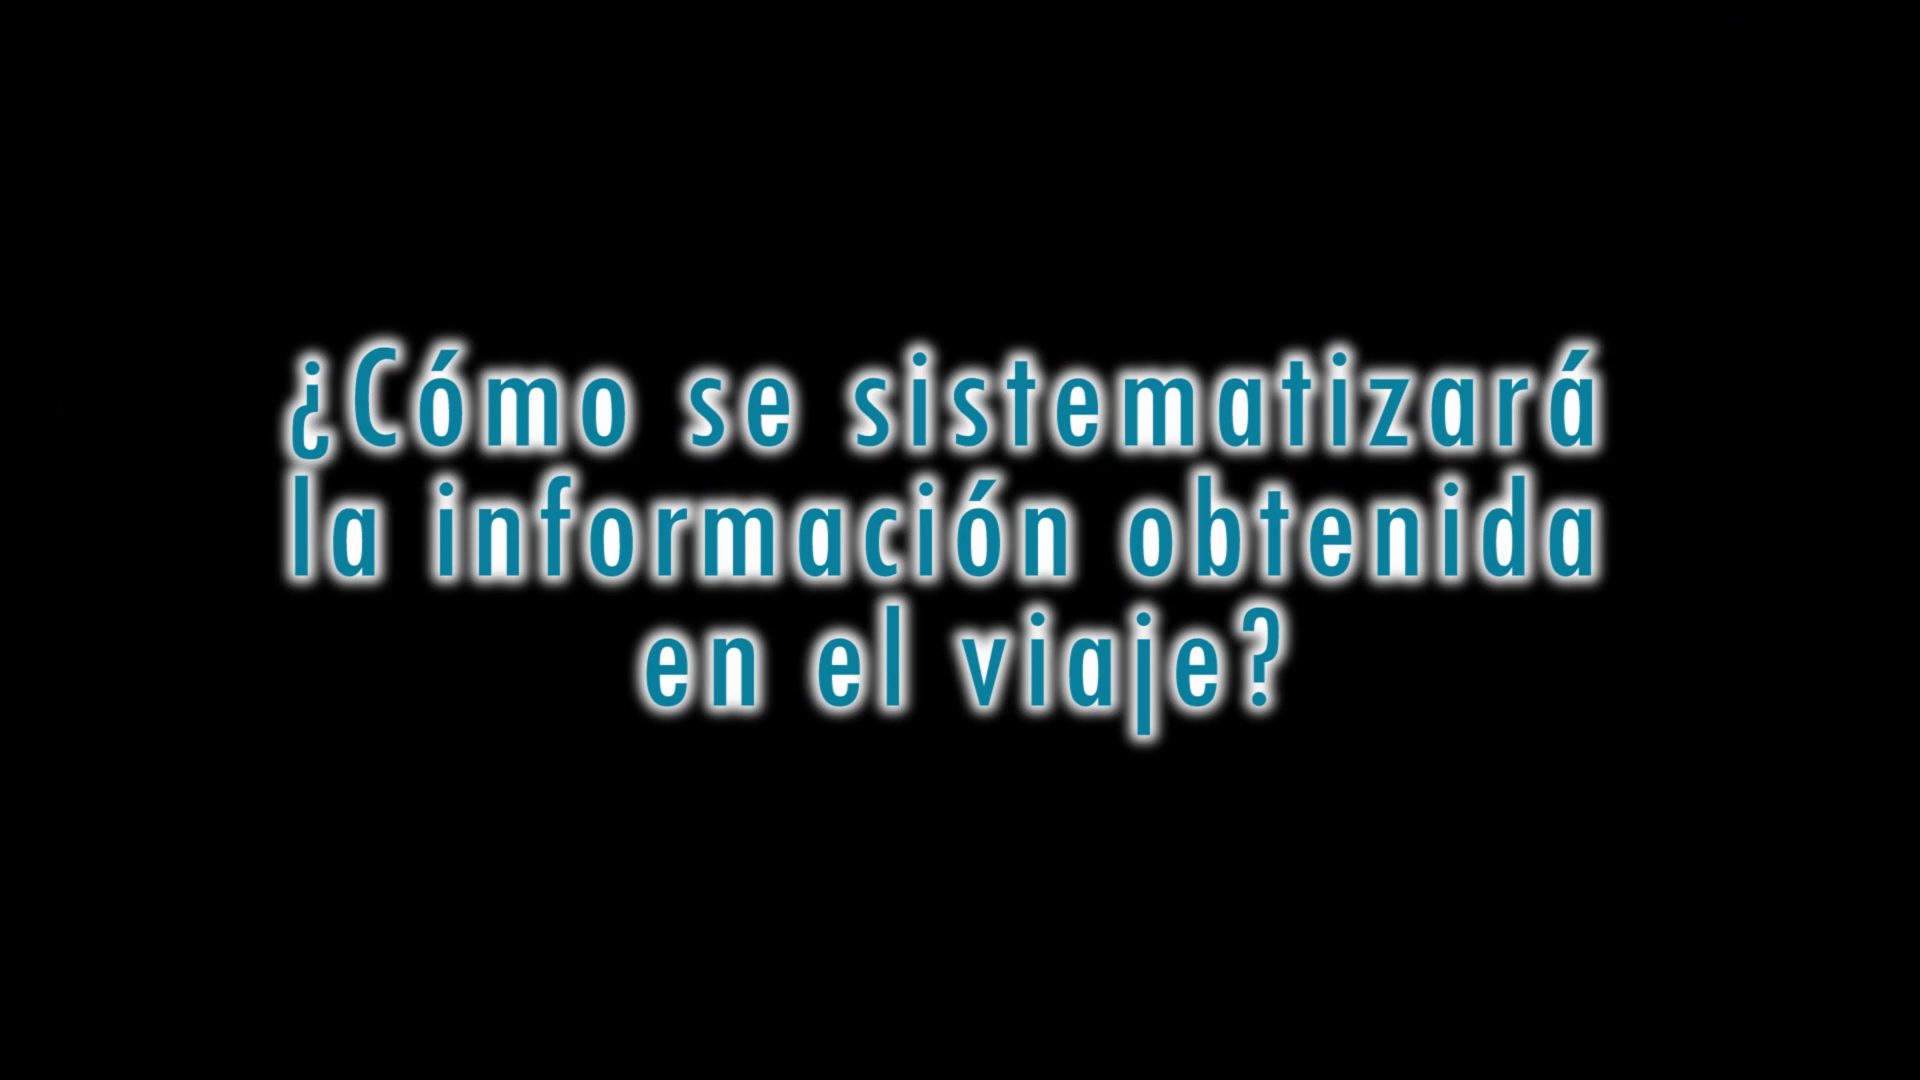 ¿Cómo se sistematizará
la información obtenida
en el viaje?